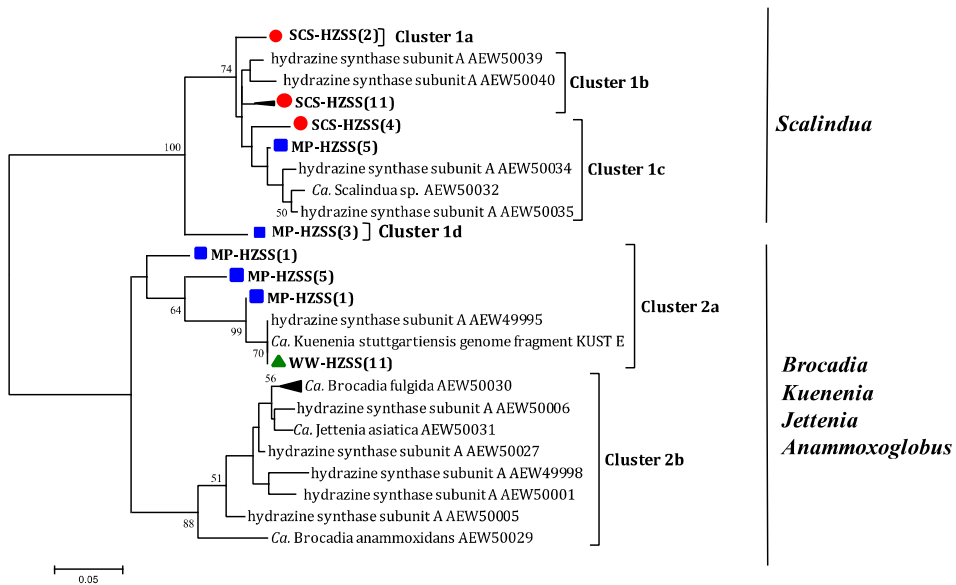 SCS-HZSS(2) Cluster 1a
hydrazine synthase subunit A AEW50039
74
hydrazine synthase subunit A AEW50040
Cluster 1b
SCS-HZSS(11)
SCS-HZSS(4)
Scalindua
MP-HZSS(5)
100
hydrazine synthase subunit A AEW50034
Cluster 1c
Ca. Scalindua sp. AEW50032
50
hydrazine synthase subunit A AEW50035
MP-HZSS(3) Cluster 1d
MP-HZSS(1)
MP-HZSS(5)
MP-HZSS(1)
64
Cluster 2a
hydrazine synthase subunit A AEW49995
99
Ca. Kuenenia stuttgartiensis genome fragment KUST E
70
WW-HZSS(11)
Brocadia
Kuenenia
Jettenia
Anammoxoglobus
56
Ca. Brocadia fulgida AEW50030
hydrazine synthase subunit A AEW50006
Ca. Jettenia asiatica AEW50031
hydrazine synthase subunit A AEW50027
Cluster 2b
hydrazine synthase subunit A AEW49998
51
hydrazine synthase subunit A AEW50001
hydrazine synthase subunit A AEW50005
88
Ca. Brocadia anammoxidans AEW50029
0.05